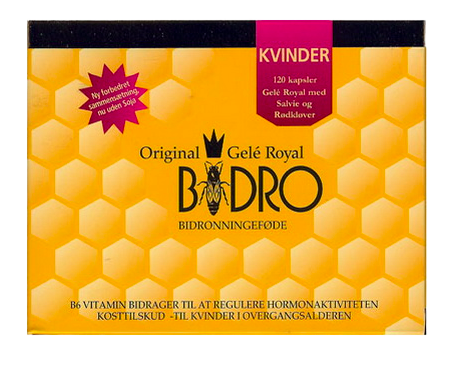 KVINDER
120 kapsler
Gelé Royal med
Salvie og
Rødkløver
Ny forbedret
sammensætning,
nu uden Soja
Original Gelé Royal
BIDRO
BIDRONNINGEFØDE
B6 VITAMIN BIDRAGER TIL AT REGULERE HORMONAKTIVITETEN
KOSTTILSKUD -TIL KVINDER I OVERGANGSALDEREN